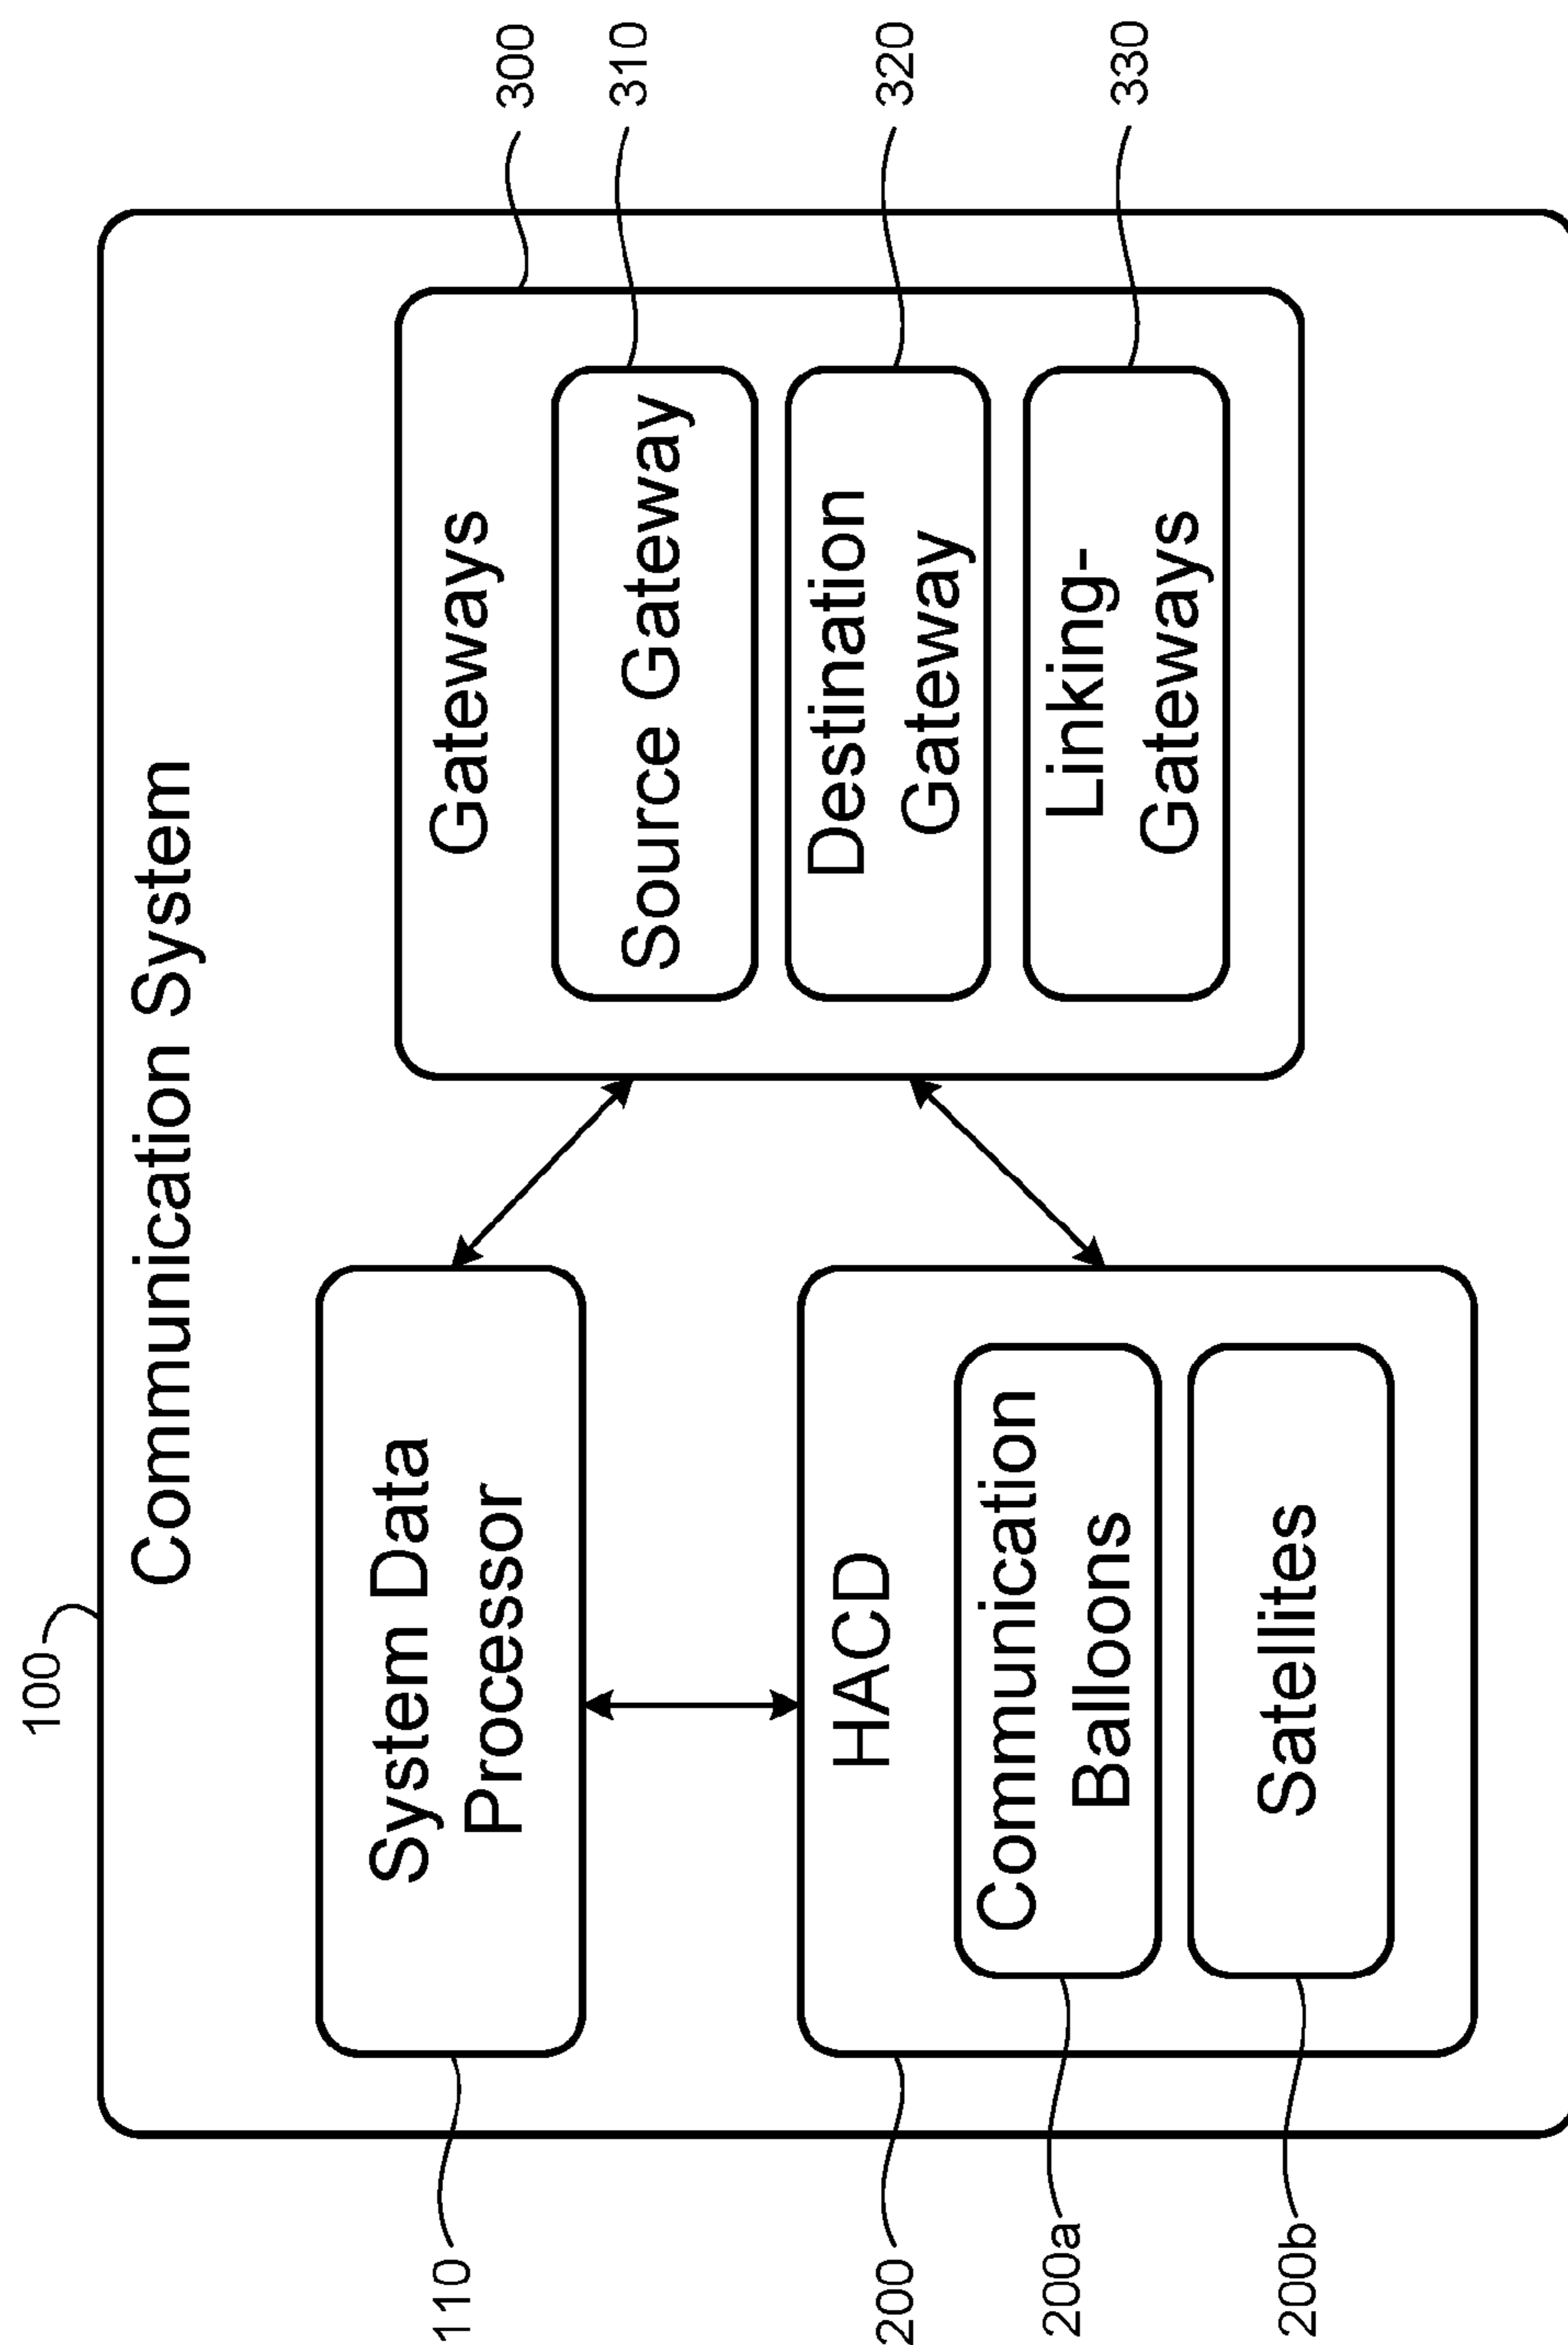 100
Communication System
110
System Data
Processor
200
HACD
200a
Communication
Balloons
200b
Satellites
300
Gateways
310
Source Gateway
320
Destination
Gateway
330
Linking-
Gateways